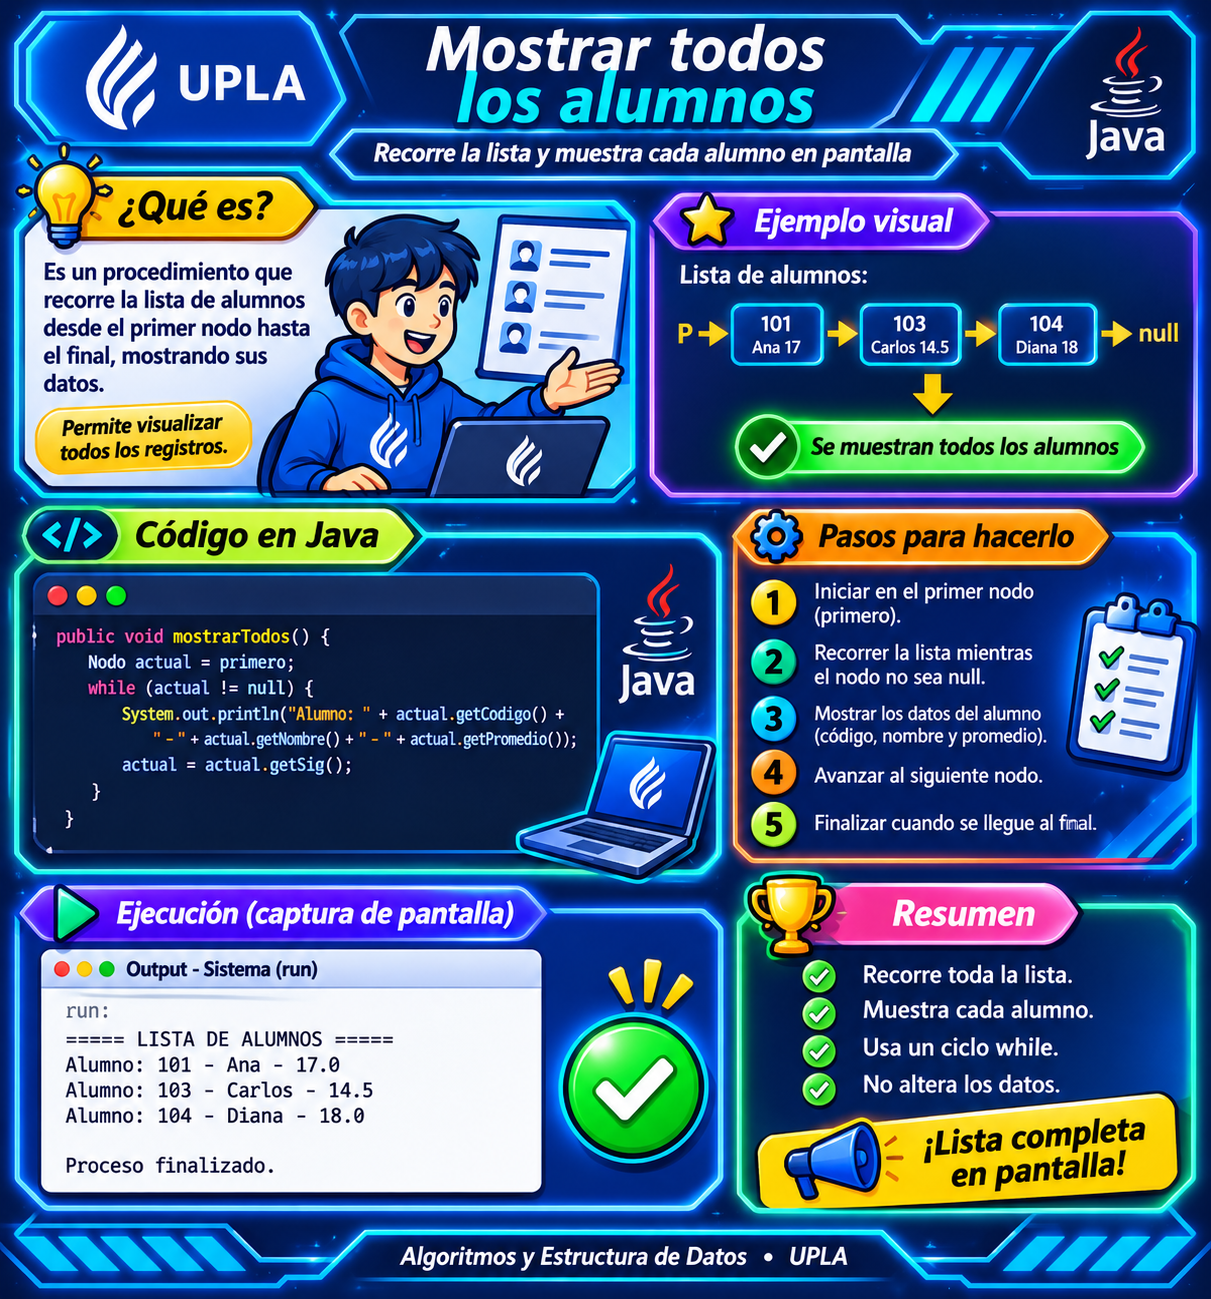 UPLA
Mostrar todos
los alumnos
Recorre la lista y muestra cada alumno en pantalla
Java
¿Qué es?
Es un procedimiento que
recorre la lista de alumnos
desde el primer nodo hasta
el final, mostrando sus
datos.
Permite visualizar
todos los registros.
Ejemplo visual
Lista de alumnos:
P
101
Ana 17
103
Carlos 14.5
104
Diana 18
null
Se muestran todos los alumnos
</> Código en Java
public void mostrarTodos() {
Nodo actual = primero;
while (actual != null) {
System.out.println("Alumno: " + actual.getCodigo() +
" - " + actual.getNombre() + " - " + actual.getPromedio());
actual = actual.getSig();
}
}
Java
Pasos para hacerlo
1 Iniciar en el primer nodo
(primero).
2 Recorrer la lista mientras
el nodo no sea null.
3 Mostrar los datos del alumno
(código, nombre y promedio).
4 Avanzar al siguiente nodo.
5 Finalizar cuando se llegue al final.
Ejecución (captura de pantalla)
Output - Sistema (run)
run:
===== LISTA DE ALUMNOS =====
Alumno: 101 - Ana - 17.0
Alumno: 103 - Carlos - 14.5
Alumno: 104 - Diana - 18.0
Proceso finalizado.
Resumen
Recorre toda la lista.
Muestra cada alumno.
Usa un ciclo while.
No altera los datos.
¡Lista completa
en pantalla!
Algoritmos y Estructura de Datos • UPLA